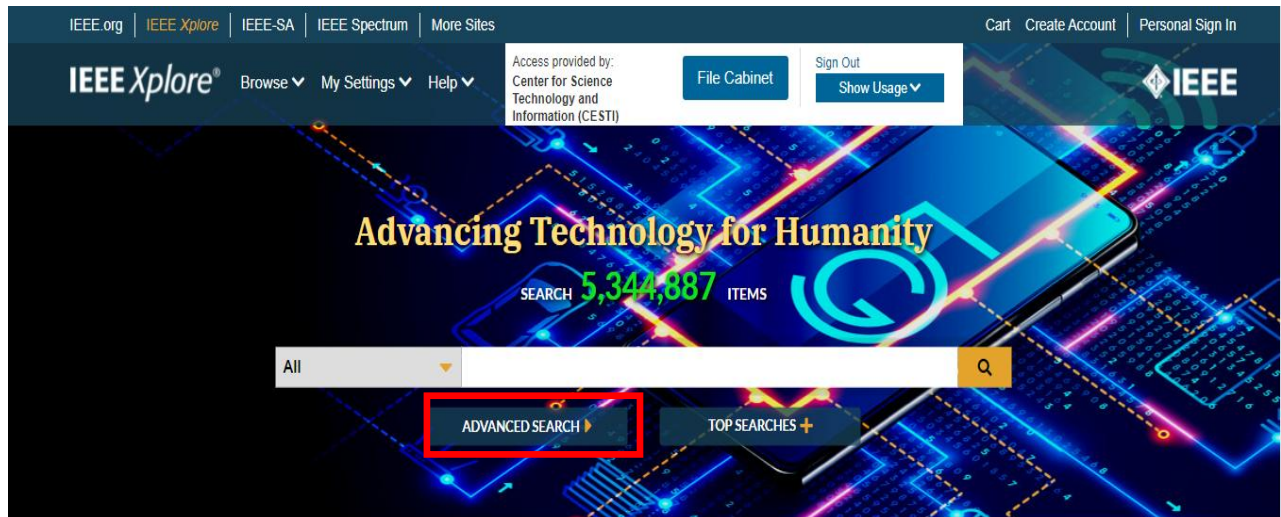 IEEE.org IEEE Xplore IEEE-SA IEEE Spectrum More Sites Cart Create Account Personal Sign In
IEEE Xplore® Browse My Settings Help
Access provided by:
Center for Science
Technology and
Information (CESTI)
File Cabinet
Sign Out
Show Usage
IEEE
Advancing Technology for Humanity
SEARCH 5,344,887 ITEMS
All
ADVANCED SEARCH TOP SEARCHES +